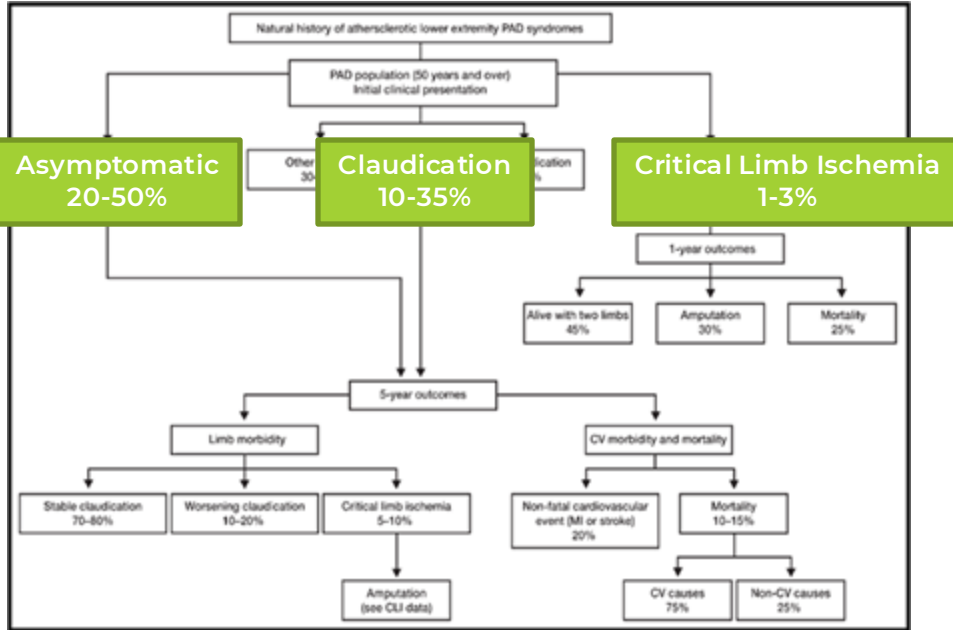 Natural history of athersclerotic lower extremity PAD syndromes
PAD population (50 years and over)
Initial clinical presentation
Asymptomatic
20-50%
Other
30-
Claudication
10-35%
Critical Limb Ischemia
1-3%
1-year outcomes
Alive with two limbs
45%
Amputation
30%
Mortality
25%
5-year outcomes
Limb morbidity
CV morbidity and mortality
Stable claudication
70–80%
Worsening claudication
10–20%
Critical limb ischemia
5–10%
Non-fatal cardiovascular
event (MI or stroke)
20%
Mortality
10–15%
Amputation
(see CLI data)
CV causes
75%
Non-CV causes
25%